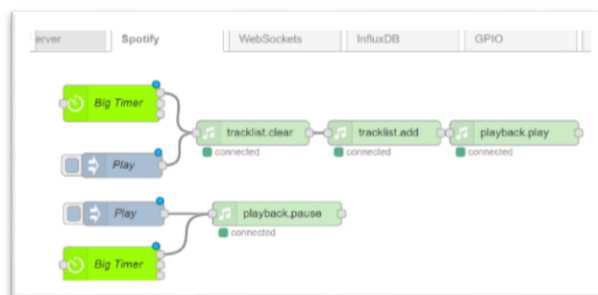 erver
Spotify
WebSockets
InfluxDB
GPIO
Big Timer
tracklist.clear
tracklist.add
playback.play
connected
connected
connected
Play
Play
playback.pause
connected
Big Timer